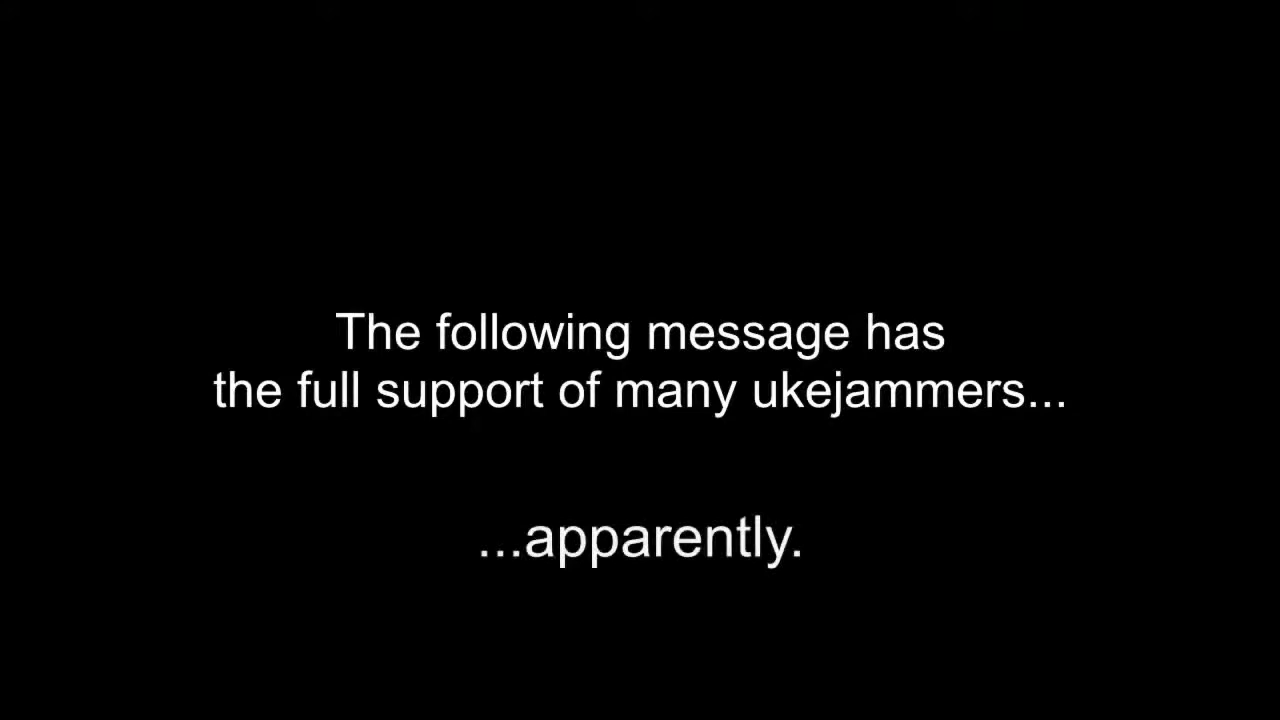 The following message has
the full support of many ukejammers...
...apparently.